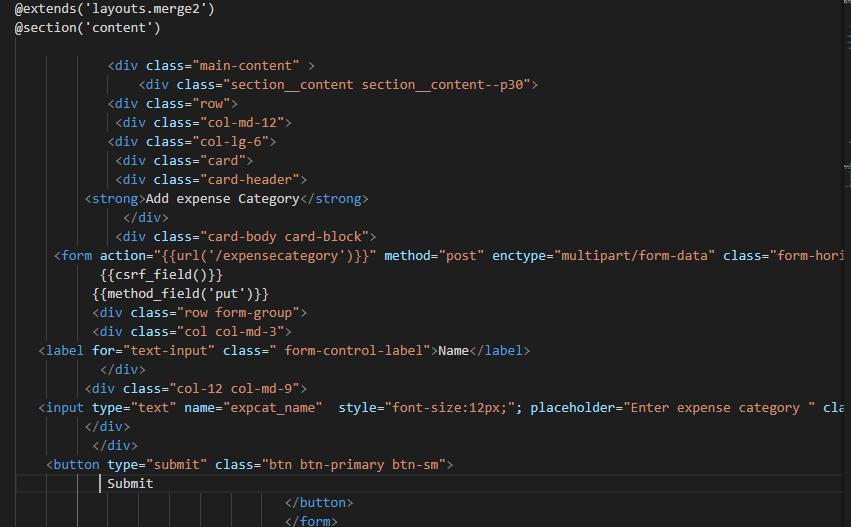 @extends('layouts.merge2')
@section('content')
<div class="main-content" >
<div class="section__content section__content--p30">
<div class="row">
<div class="col-md-12">
<div class="col-lg-6">
<div class="card">
<div class="card-header">
<strong>Add expense Category</strong>
</div>
<div class="card-body card-block">
<form action="{{url('/expensecategory')}}" method="post" enctype="multipart/form-data" class="form-hori
{{csrf_field()}}
{{method_field('put')}}
<div class="row form-group">
<div class="col col-md-3">
<label for="text-input" class=" form-control-label">Name</label>
</div>
<div class="col-12 col-md-9">
<input type="text" name="expcat_name"  style="font-size:12px;"; placeholder="Enter expense category " cla
</div>
</div>
<button type="submit" class="btn btn-primary btn-sm">
Submit
</button>
</form>